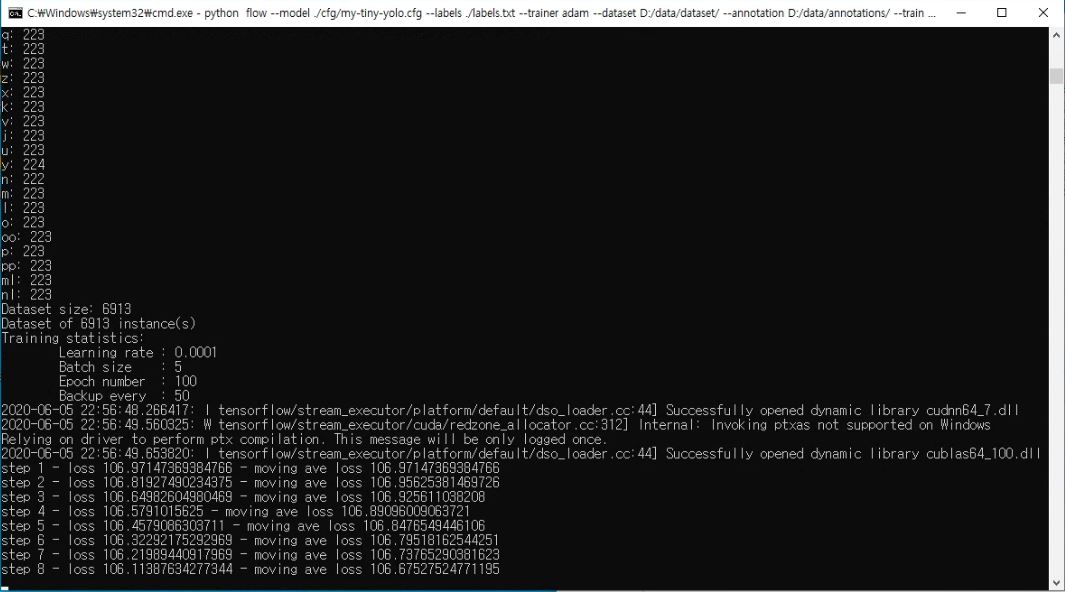 C:₩Windows₩system32₩cmd.exe - python  flow --model ./cfg/my-tiny-yolo.cfg --labels ./labels.txt --trainer adam --dataset D:/data/dataset/ --annotation D:/data/annotations/ --train ...
q: 223
t: 223
w: 223
z: 223
x: 223
k: 223
v: 223
j: 223
u: 223
y: 224
n: 222
m: 223
l: 223
o: 223
oo: 223
p: 223
pp: 223
ml: 223
nl: 223
Dataset size: 6913
Dataset of 6913 instance(s)
Training statistics:
Learning rate : 0.0001
Batch size    : 5
Epoch number  : 100
Backup every  : 50
2020-06-05 22:56:48.266417: I tensorflow/stream_executor/platform/default/dso_loader.cc:44] Successfully opened dynamic library cudnn64_7.dll
2020-06-05 22:56:49.560325: W tensorflow/stream_executor/cuda/redzone_allocator.cc:312] Internal: Invoking ptxas not supported on Windows
Relying on driver to perform ptx compilation. This message will be only logged once.
2020-06-05 22:56:49.653820: I tensorflow/stream_executor/platform/default/dso_loader.cc:44] Successfully opened dynamic library cublas64_100.dll
step 1 - loss 106.97147369384766 - moving ave loss 106.97147369384766
step 2 - loss 106.81927490234375 - moving ave loss 106.95625381469726
step 3 - loss 106.64982604980469 - moving ave loss 106.925611038208
step 4 - loss 106.5791015625 - moving ave loss 106.89096009063721
step 5 - loss 106.4579086303711 - moving ave loss 106.8476549446106
step 6 - loss 106.32292175292969 - moving ave loss 106.79518162544251
step 7 - loss 106.21989440917969 - moving ave loss 106.73765290381623
step 8 - loss 106.11387634277344 - moving ave loss 106.67527524771195